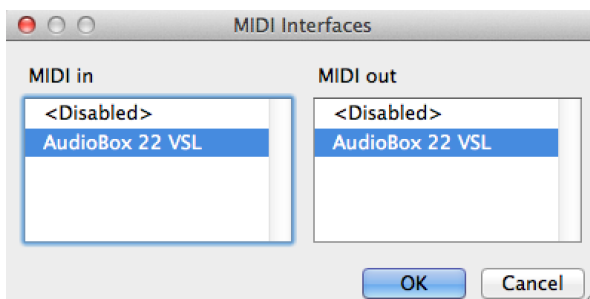 MIDI Interfaces
MIDI in
MIDI out
<Disabled>
<Disabled>
AudioBox 22 VSL
AudioBox 22 VSL
OK
Cancel